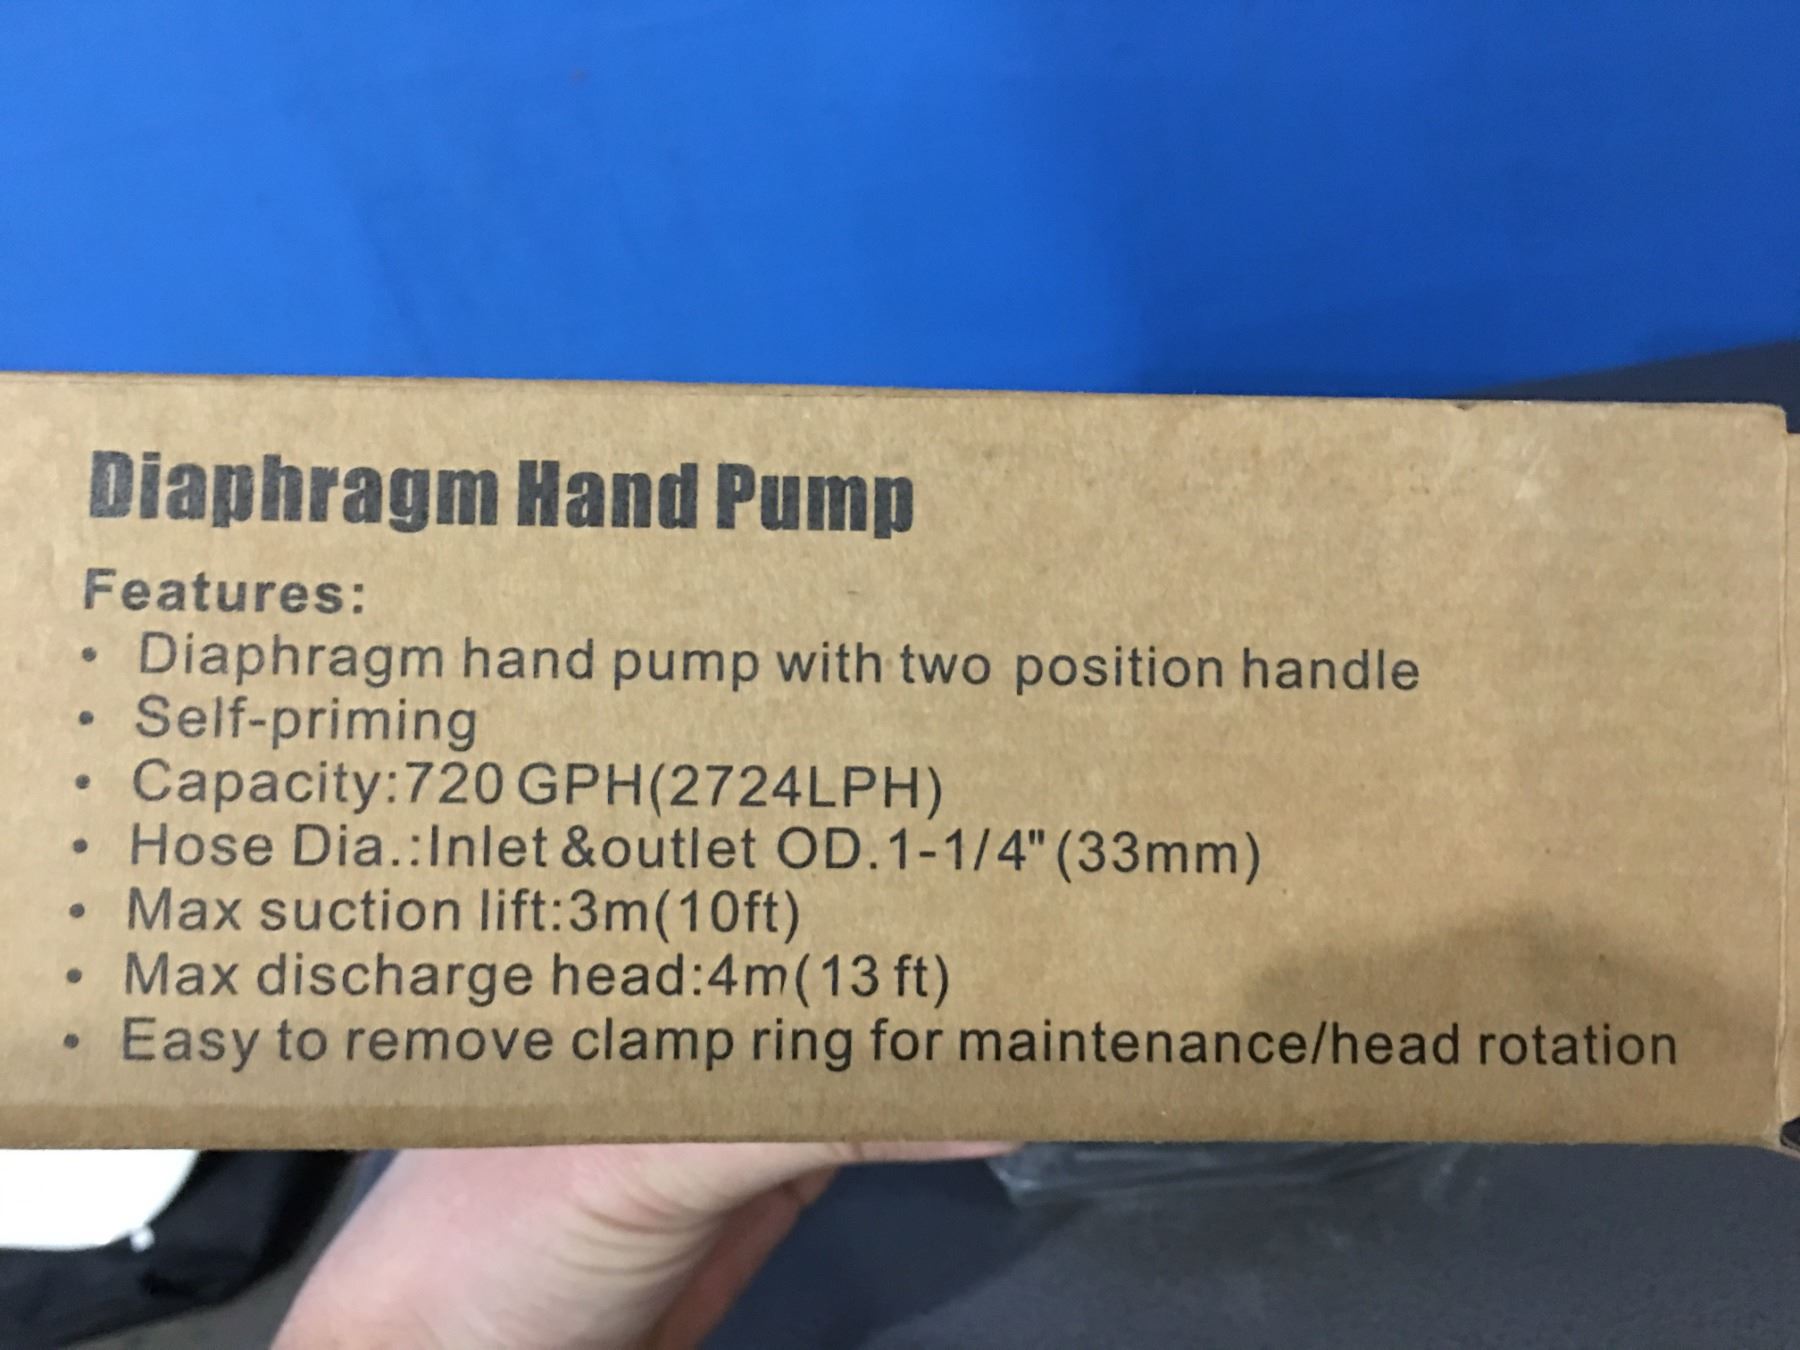 Diaphragm Hand Pump
Features:
• Diaphragm hand pump with two position handle
• Self-priming
• Capacity:720 GPH(2724LPH)
• Hose Dia.:Inlet &outlet OD.1-1/4"(33mm)
• Max suction lift:3m(10ft)
• Max discharge head:4m(13 ft)
• Easy to remove clamp ring for maintenance/head rotation